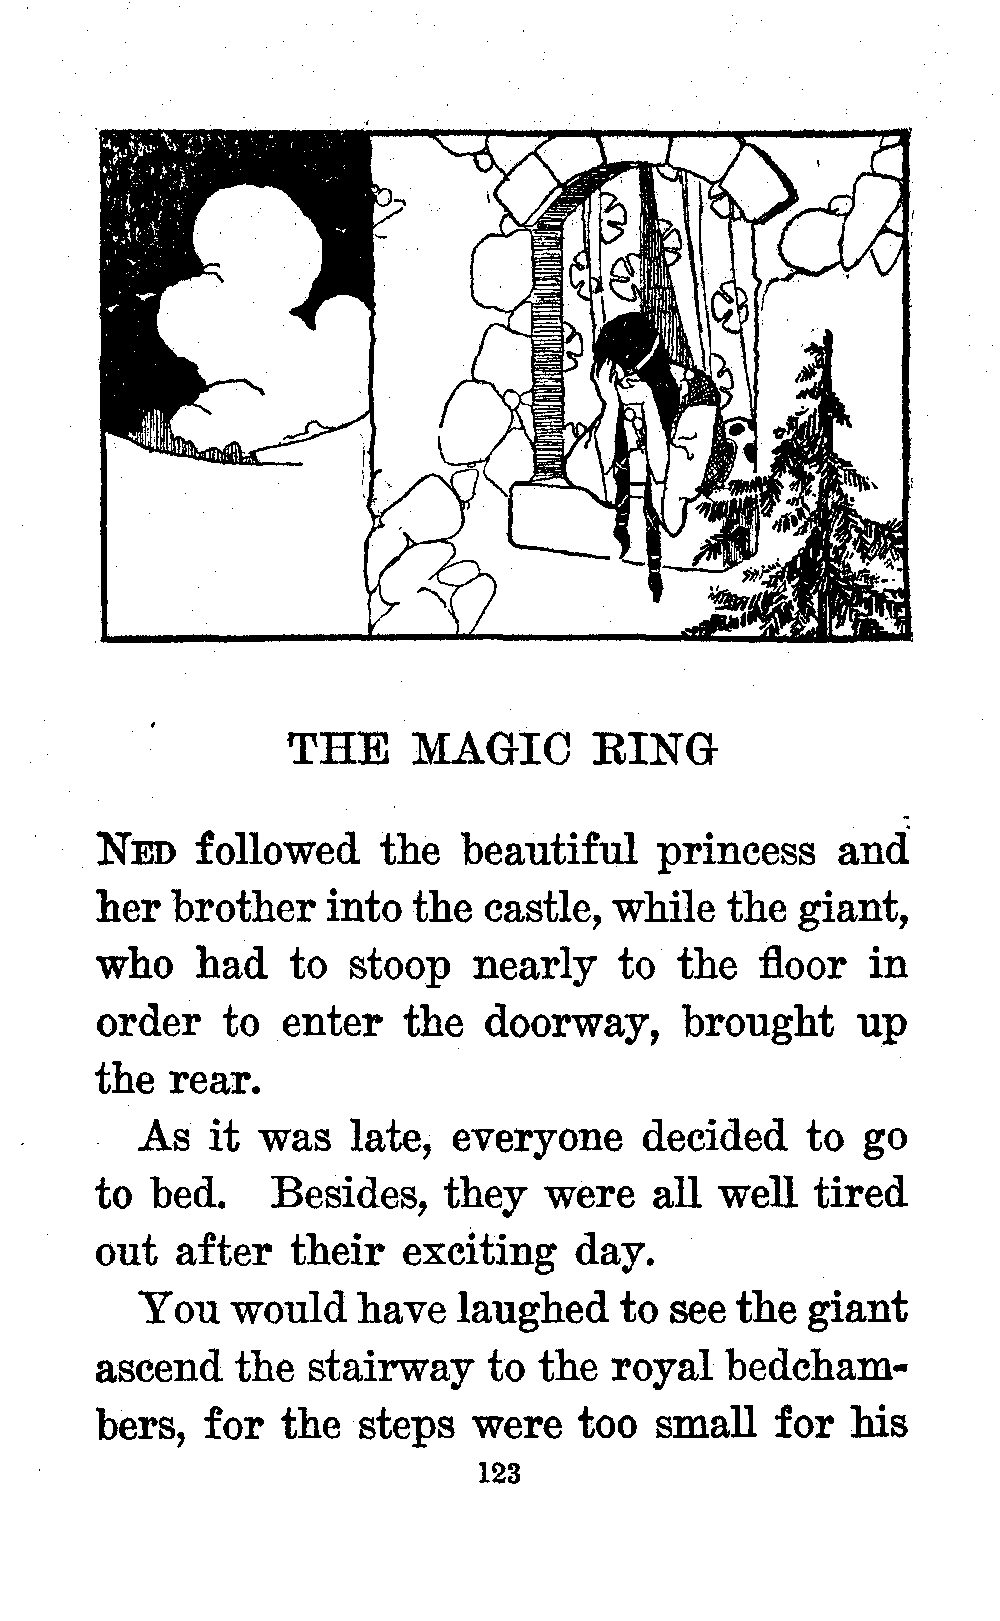 THE MAGIC RING
NED followed the beautiful princess and
her brother into the castle, while the giant,
who had to stoop nearly to the floor in
order to enter the doorway, brought up
the rear.
As it was late, everyone decided to go
to bed. Besides, they were all well tired
out after their exciting day.
You would have laughed to see the giant
ascend the stairway to the royal bedcham-
bers, for the steps were too small for his
123